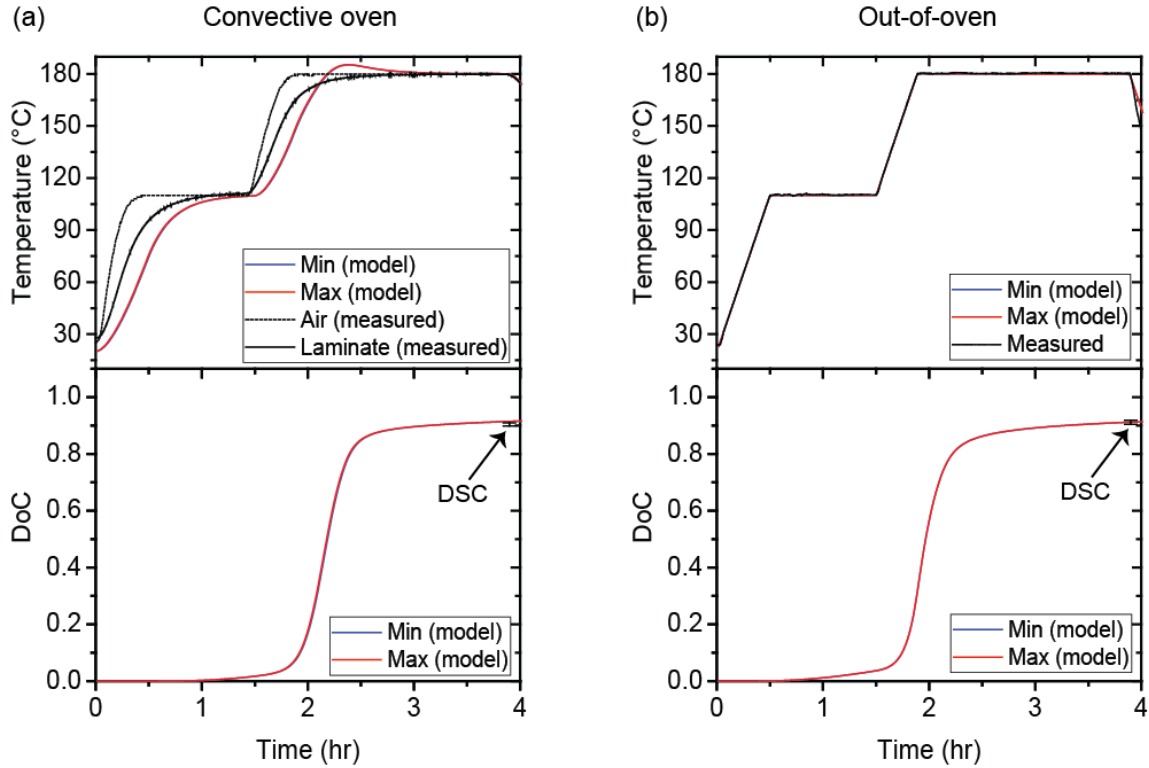 (a) Convective oven
(b) Out-of-oven
Temperature (°C)
180
150
120
90
60
30
Min (model)
Max (model)
Air (measured)
Laminate (measured)
DoC
1.0
0.8
0.6
0.4
0.2
0.0
DSC
Min (model)
Max (model)
0 1 2 3 4
Time (hr)
Temperature (°C)
180
150
120
90
60
30
Min (model)
Max (model)
Measured
DoC
1.0
0.8
0.6
0.4
0.2
0.0
DSC
Min (model)
Max (model)
0 1 2 3 4
Time (hr)